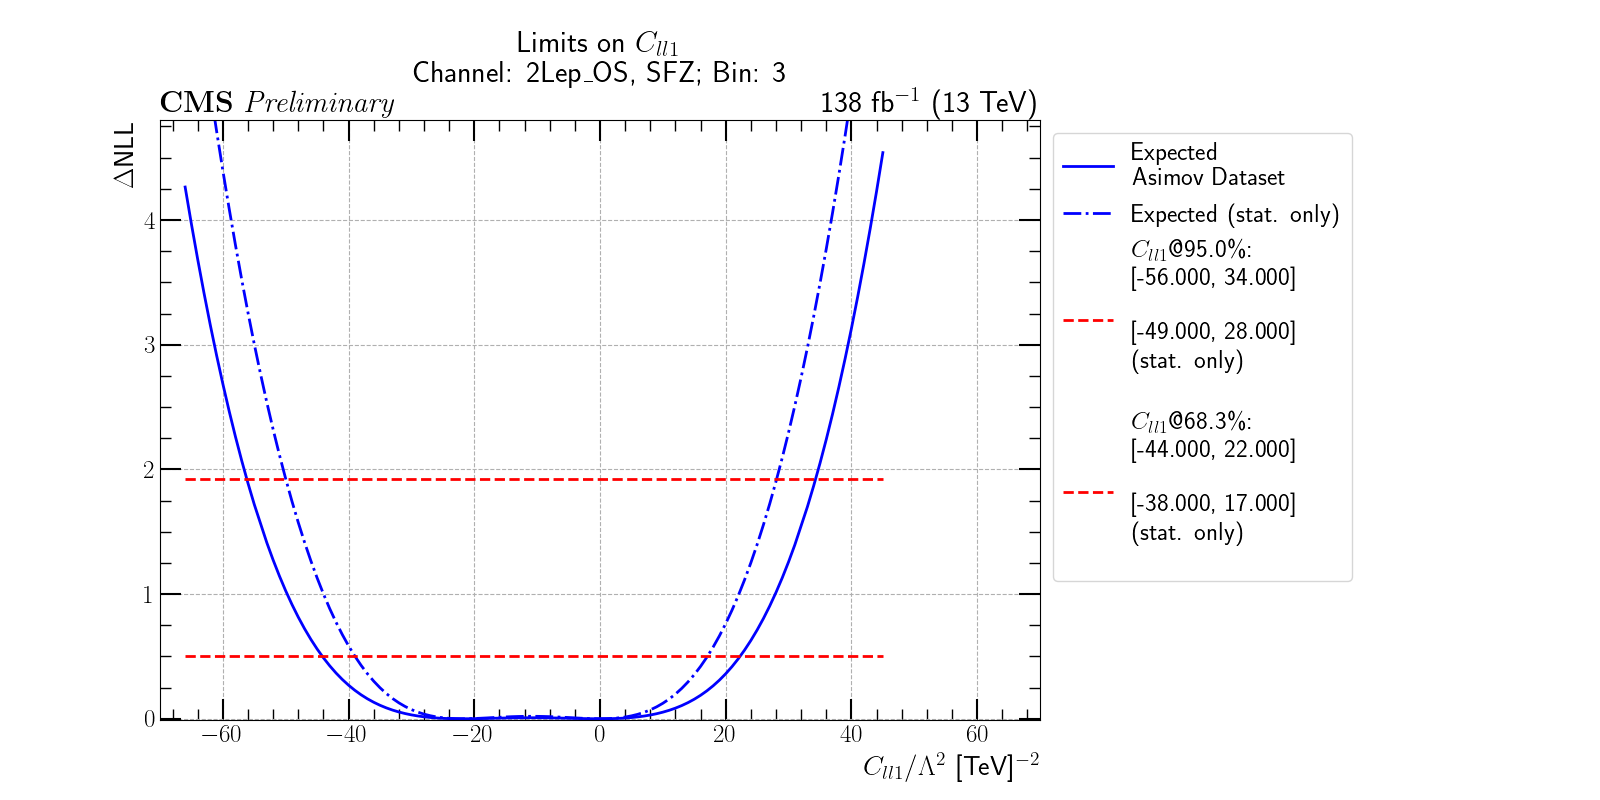 Limits on C_{ll1}
Channel: 2Lep_OS, SFZ; Bin: 3
CMS Preliminary
138 fb⁻¹ (13 TeV)
ΔNLL
4
3
2
1
0
−60
−40
−20
0
20
40
60
C_{ll1}/Λ² [TeV]⁻²
Expected
Asimov Dataset
Expected (stat. only)
C_{ll1}@95.0%:
[-56.000, 34.000]
[-49.000, 28.000]
(stat. only)
C_{ll1}@68.3%:
[-44.000, 22.000]
[-38.000, 17.000]
(stat. only)